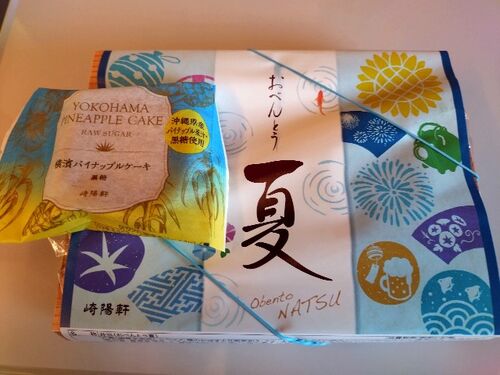 YOKOHAMA
PINEAPPLE CAKE
RAW SUGAR
横濱パイナップルケーキ
黒糖
崎陽軒
沖縄県産
パイナップル果汁・
黒糖使用
おべんとう
夏
Obento
NATSU
崎陽軒